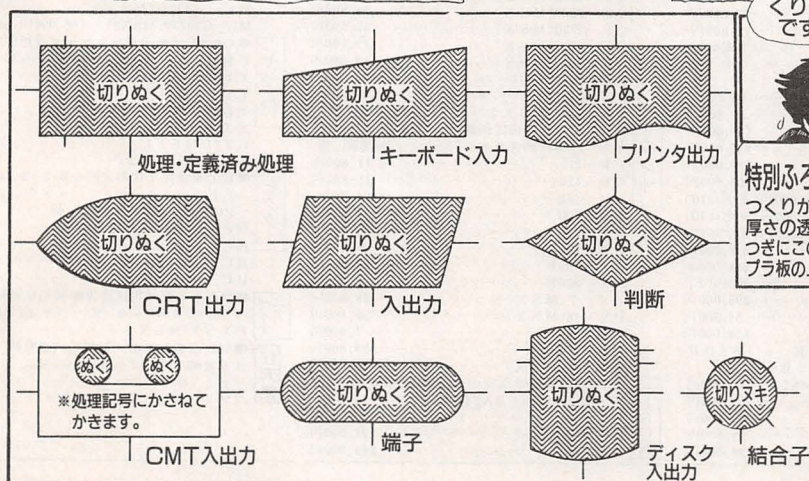 くり
です
切りぬく
処理・定義済み処理
切りぬく
キーボード入力
切りぬく
プリンタ出力
切りぬく
CRT出力
切りぬく
入出力
切りぬく
判断
ぬく
ぬく
※処理記号にかさねて
かきます。
CMT入出力
切りぬく
端子
切りぬく
ディスク
入出力
切りヌキ
結合子
特別ふろ
つくりか
厚さの透
つぎにこの
プラ板の上